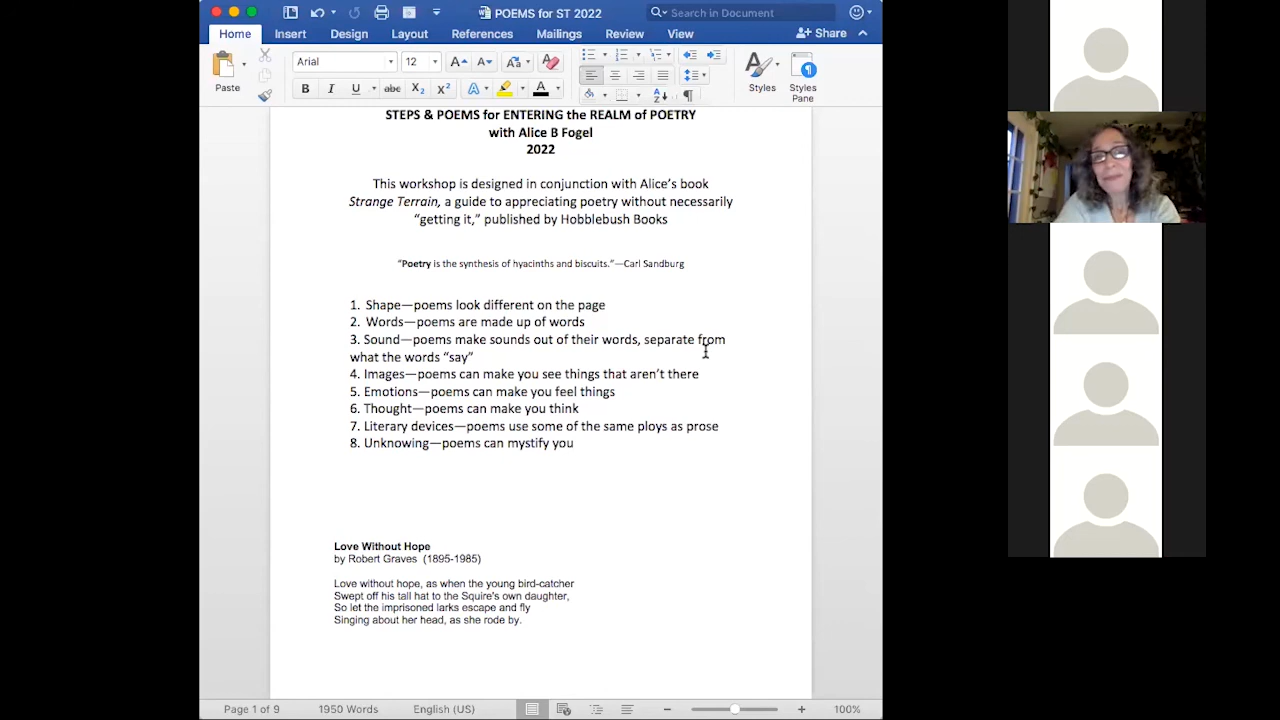 POEMS for ST 2022
Search in Document
Home Insert Design Layout References Mailings Review View Share
Arial 12
Paste
Styles Styles Pane
STEPS & POEMS for ENTERING the REALM of POETRY
with Alice B Fogel
2022
This workshop is designed in conjunction with Alice’s book
Strange Terrain, a guide to appreciating poetry without necessarily
“getting it,” published by Hobblebush Books
“Poetry is the synthesis of hyacinths and biscuits.”—Carl Sandburg
1. Shape—poems look different on the page
2. Words—poems are made up of words
3. Sound—poems make sounds out of their words, separate from
what the words “say”
4. Images—poems can make you see things that aren’t there
5. Emotions—poems can make you feel things
6. Thought—poems can make you think
7. Literary devices—poems use some of the same ploys as prose
8. Unknowing—poems can mystify you
Love Without Hope
by Robert Graves (1895-1985)
Love without hope, as when the young bird-catcher
Swept off his tall hat to the Squire's own daughter,
So let the imprisoned larks escape and fly
Singing about her head, as she rode by.
Page 1 of 9 1950 Words English (US) 100%